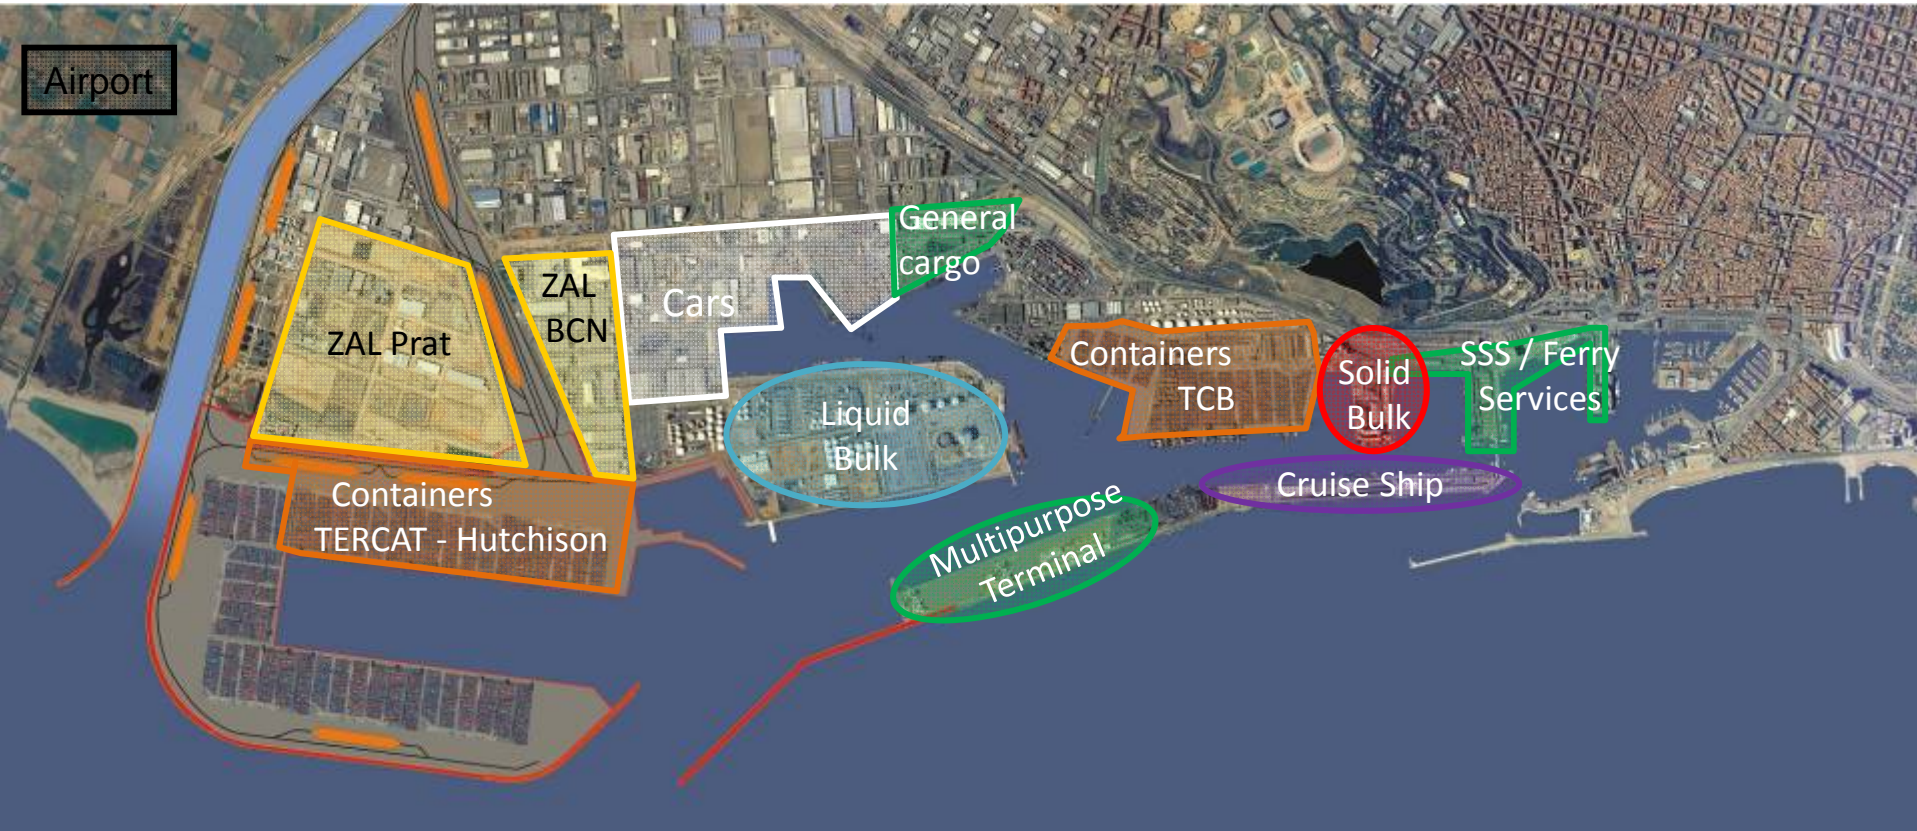 Airport
General
cargo
ZAL
BCN
Cars
ZAL Prat
Containers
TCB
Solid
Bulk
SSS / Ferry
Services
Liquid
Bulk
Cruise Ship
Containers
TERCAT - Hutchison
Multipurpose
Terminal